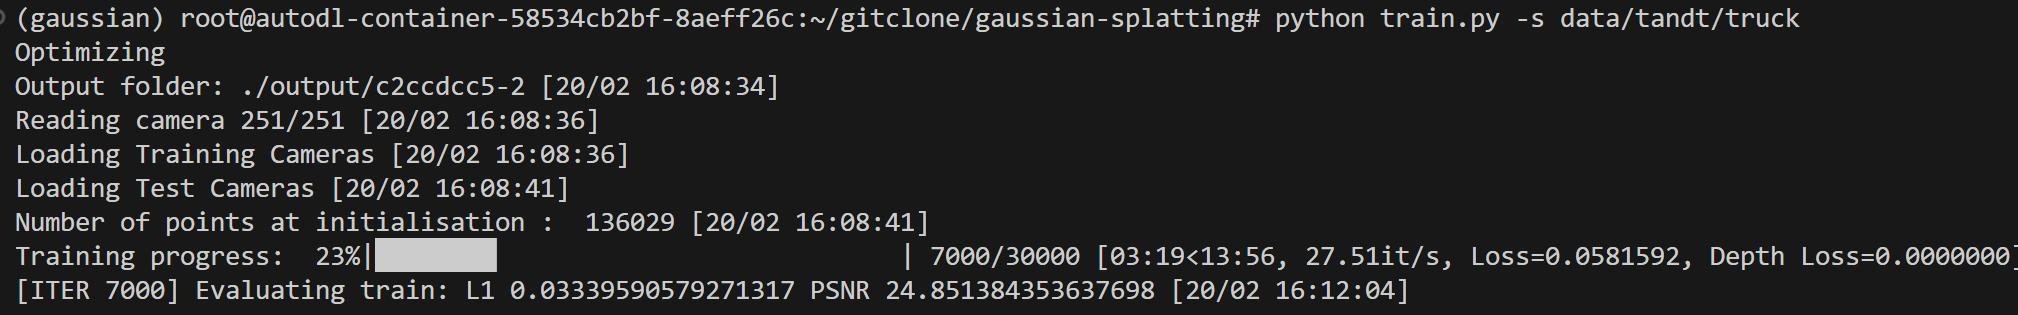 (gaussian) root@autodl-container-58534cb2bf-8aeff26c:~/gitclone/gaussian-splatting# python train.py -s data/tandt/truck
Optimizing
Output folder: ./output/c2ccdcc5-2 [20/02 16:08:34]
Reading camera 251/251 [20/02 16:08:36]
Loading Training Cameras [20/02 16:08:36]
Loading Test Cameras [20/02 16:08:41]
Number of points at initialisation :  136029 [20/02 16:08:41]
Training progress:  23%|███████▉                           | 7000/30000 [03:19<13:56, 27.51it/s, Loss=0.0581592, Depth Loss=0.0000000]
[ITER 7000] Evaluating train: L1 0.03339590579271317 PSNR 24.851384353637698 [20/02 16:12:04]